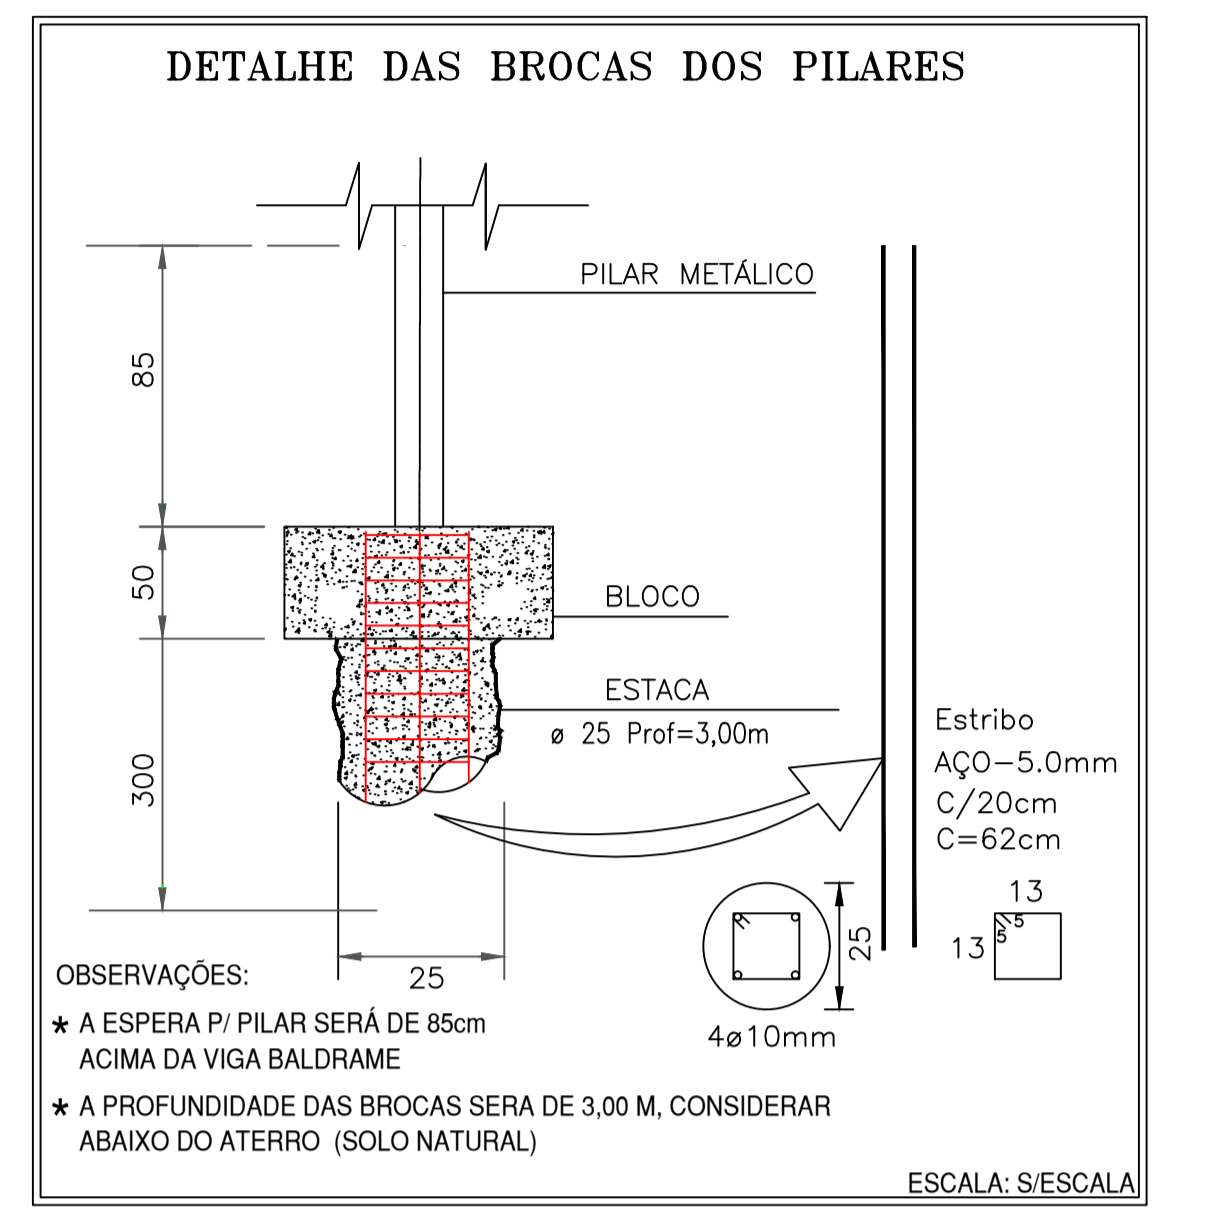 DETALHE DAS BROCAS DOS PILARES
PILAR METÁLICO
85
50
BLOCO
ESTACA
ø 25 Prof=3,00m
300
Estribo
AÇO-5.0mm
C/20cm
C=62cm
13
5
5
13
25
25
4ø10mm
OBSERVAÇÕES:
* A ESPERA P/ PILAR SERÁ DE 85cm
ACIMA DA VIGA BALDRAME
* A PROFUNDIDADE DAS BROCAS SERA DE 3,00 M, CONSIDERAR
ABAIXO DO ATERRO (SOLO NATURAL)
ESCALA: S/ESCALA